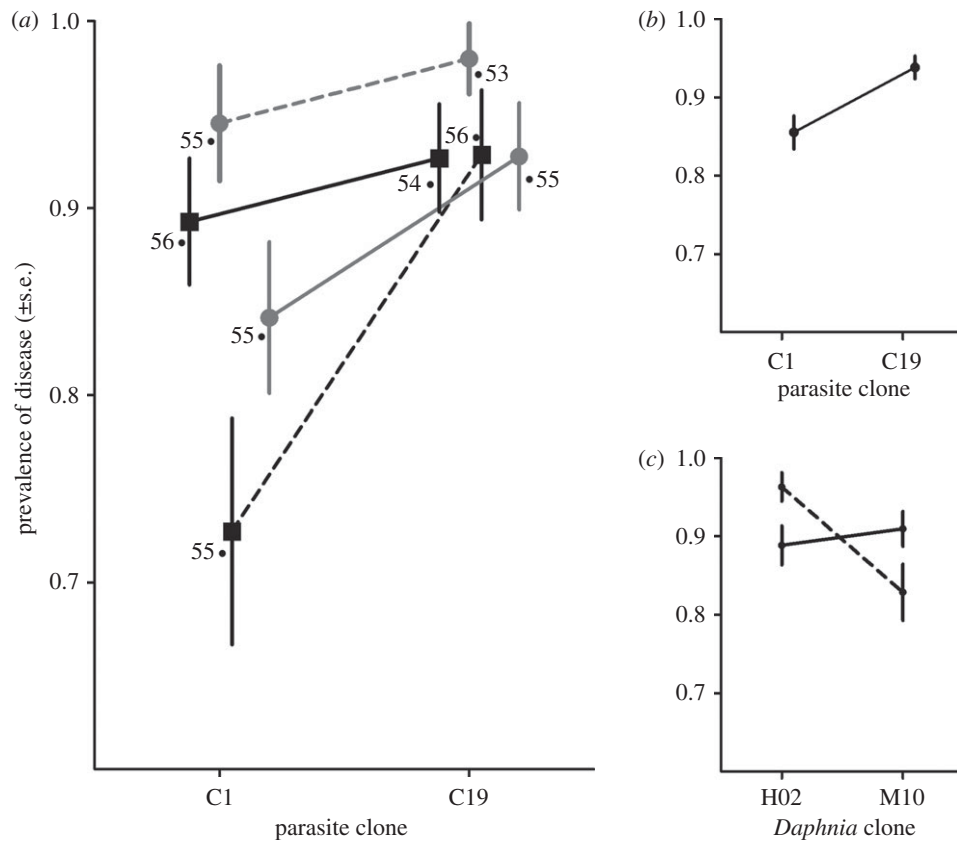 (a)
1.0
0.9
0.8
0.7
prevalence of disease (±s.e.)
55
53
56
56
54
55
55
55
C1
C19
parasite clone
(b)
1.0
0.9
0.8
0.7
C1
C19
parasite clone
(c)
1.0
0.9
0.8
0.7
H02
M10
Daphnia clone